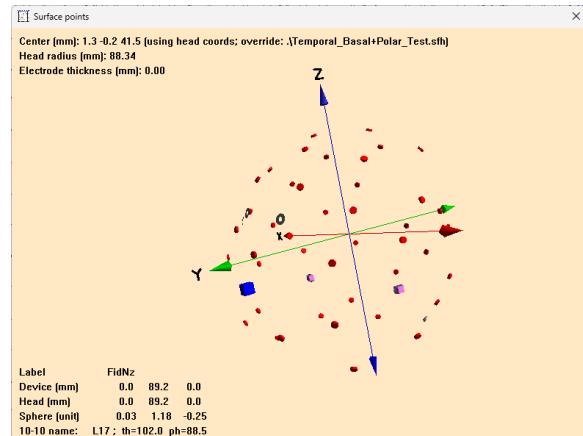 Surface points
Center (mm): 1.3 -0.2 41.5 (using head coords; override: .\Temporal_Basal+Polar_Test.sfh)
Head radius (mm): 88.34
Electrode thickness (mm): 0.00
Z
X
Y
Label FidNz
Device (mm) 0.0 89.2 0.0
Head (mm) 0.0 89.2 0.0
Sphere (unit) 0.03 1.18 -0.25
10-10 name: L17 ; th=102.0 ph=88.5